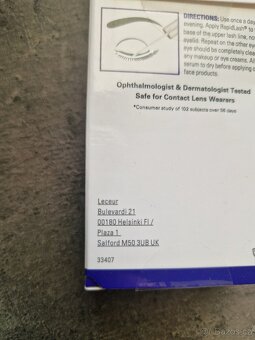 DIRECTIONS: Use once a day
evening. Apply RapidLash® to
base of the upper lash line, no
eyelid. Repeat on the other eye
eye should be completely clea
any makeup or eye creams. Al
serum to dry before applying o
face products.
Ophthalmologist & Dermatologist Tested
Safe for Contact Lens Wearers
*Consumer study of 102 subjects over 56 days
Leceur
Bulevardi 21
00180 Helsinki FI /
Plaza 1
Salford M50 3UB UK
33407